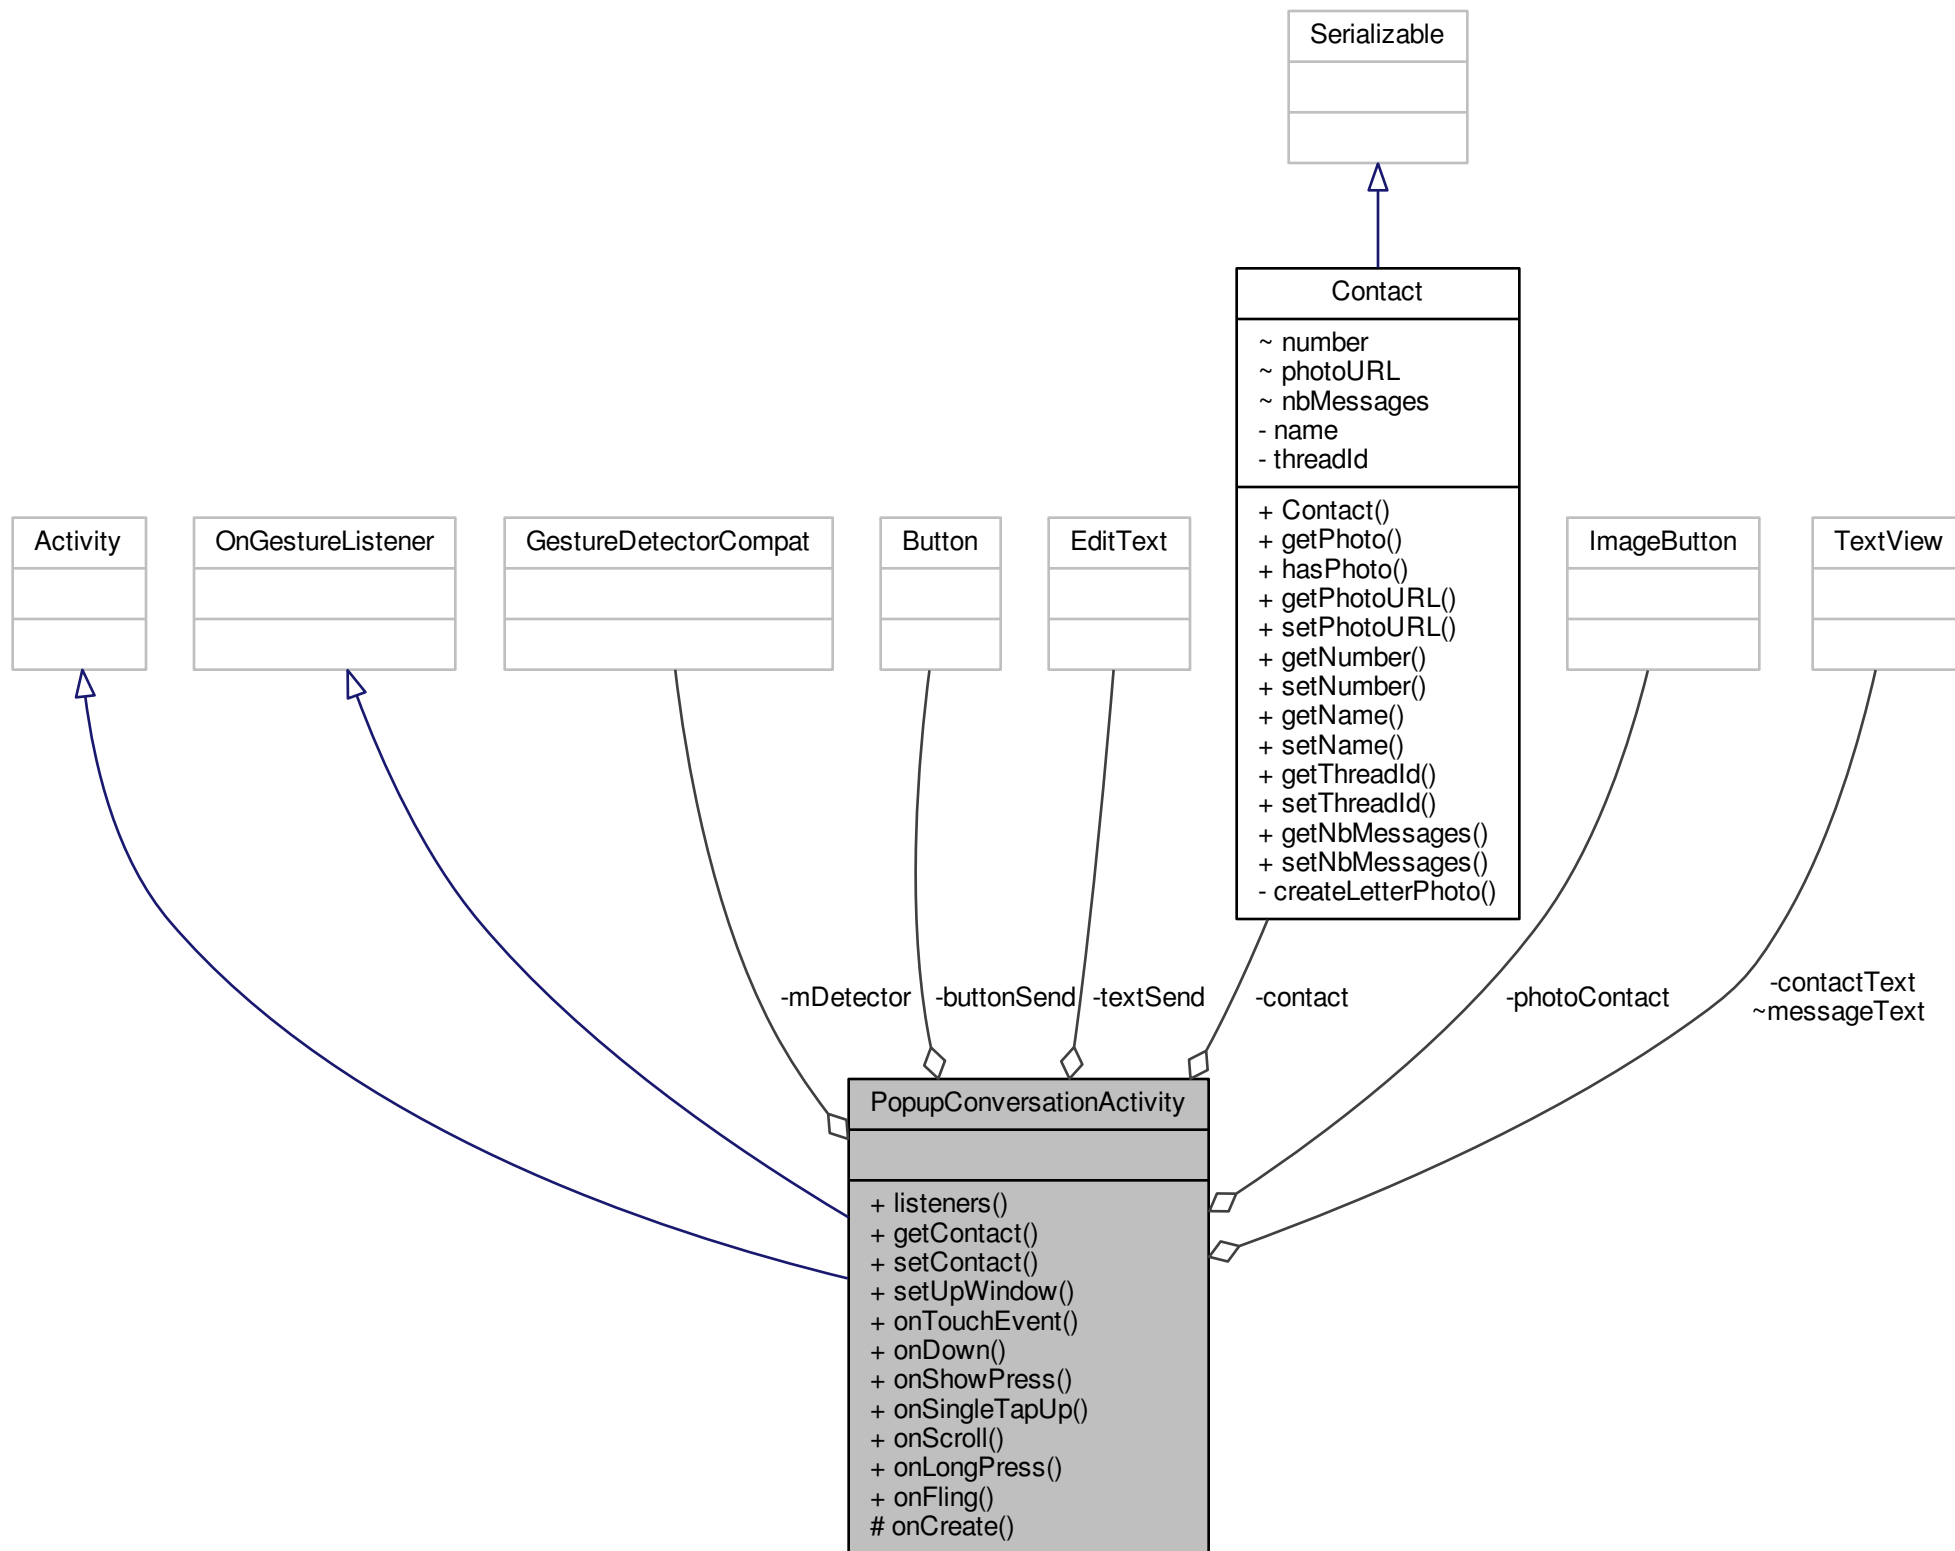 Serializable
Contact
~ number
~ photoURL
~ nbMessages
- name
- threadId
+ Contact()
+ getPhoto()
+ hasPhoto()
+ getPhotoURL()
+ setPhotoURL()
+ getNumber()
+ setNumber()
+ getName()
+ setName()
+ getThreadId()
+ setThreadId()
+ getNbMessages()
+ setNbMessages()
- createLetterPhoto()
Activity
OnGestureListener
GestureDetectorCompat
Button
EditText
ImageButton
TextView
-mDetector
-buttonSend
-textSend
-contact
-photoContact
-contactText
~messageText
PopupConversationActivity
+ listeners()
+ getContact()
+ setContact()
+ setUpWindow()
+ onTouchEvent()
+ onDown()
+ onShowPress()
+ onSingleTapUp()
+ onScroll()
+ onLongPress()
+ onFling()
# onCreate()